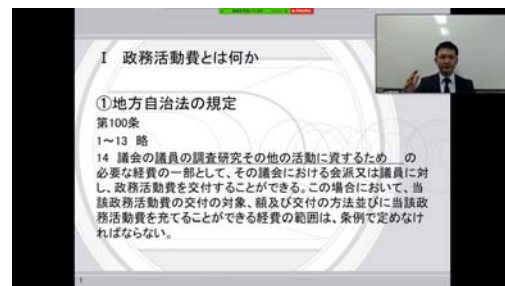 Ⅰ 政務活動費とは何か
①地方自治法の規定
第100条
1～13 略
14 議会の議員の調査研究その他の活動に資するため の
必要な経費の一部として、その議会における会派又は議員に対
し、政務活動費を交付することができる。この場合において、当
該政務活動費の交付の対象、額及び交付の方法並びに当該政
務活動費を充てることができる経費の範囲は、条例で定めなけ
ればならない。
1